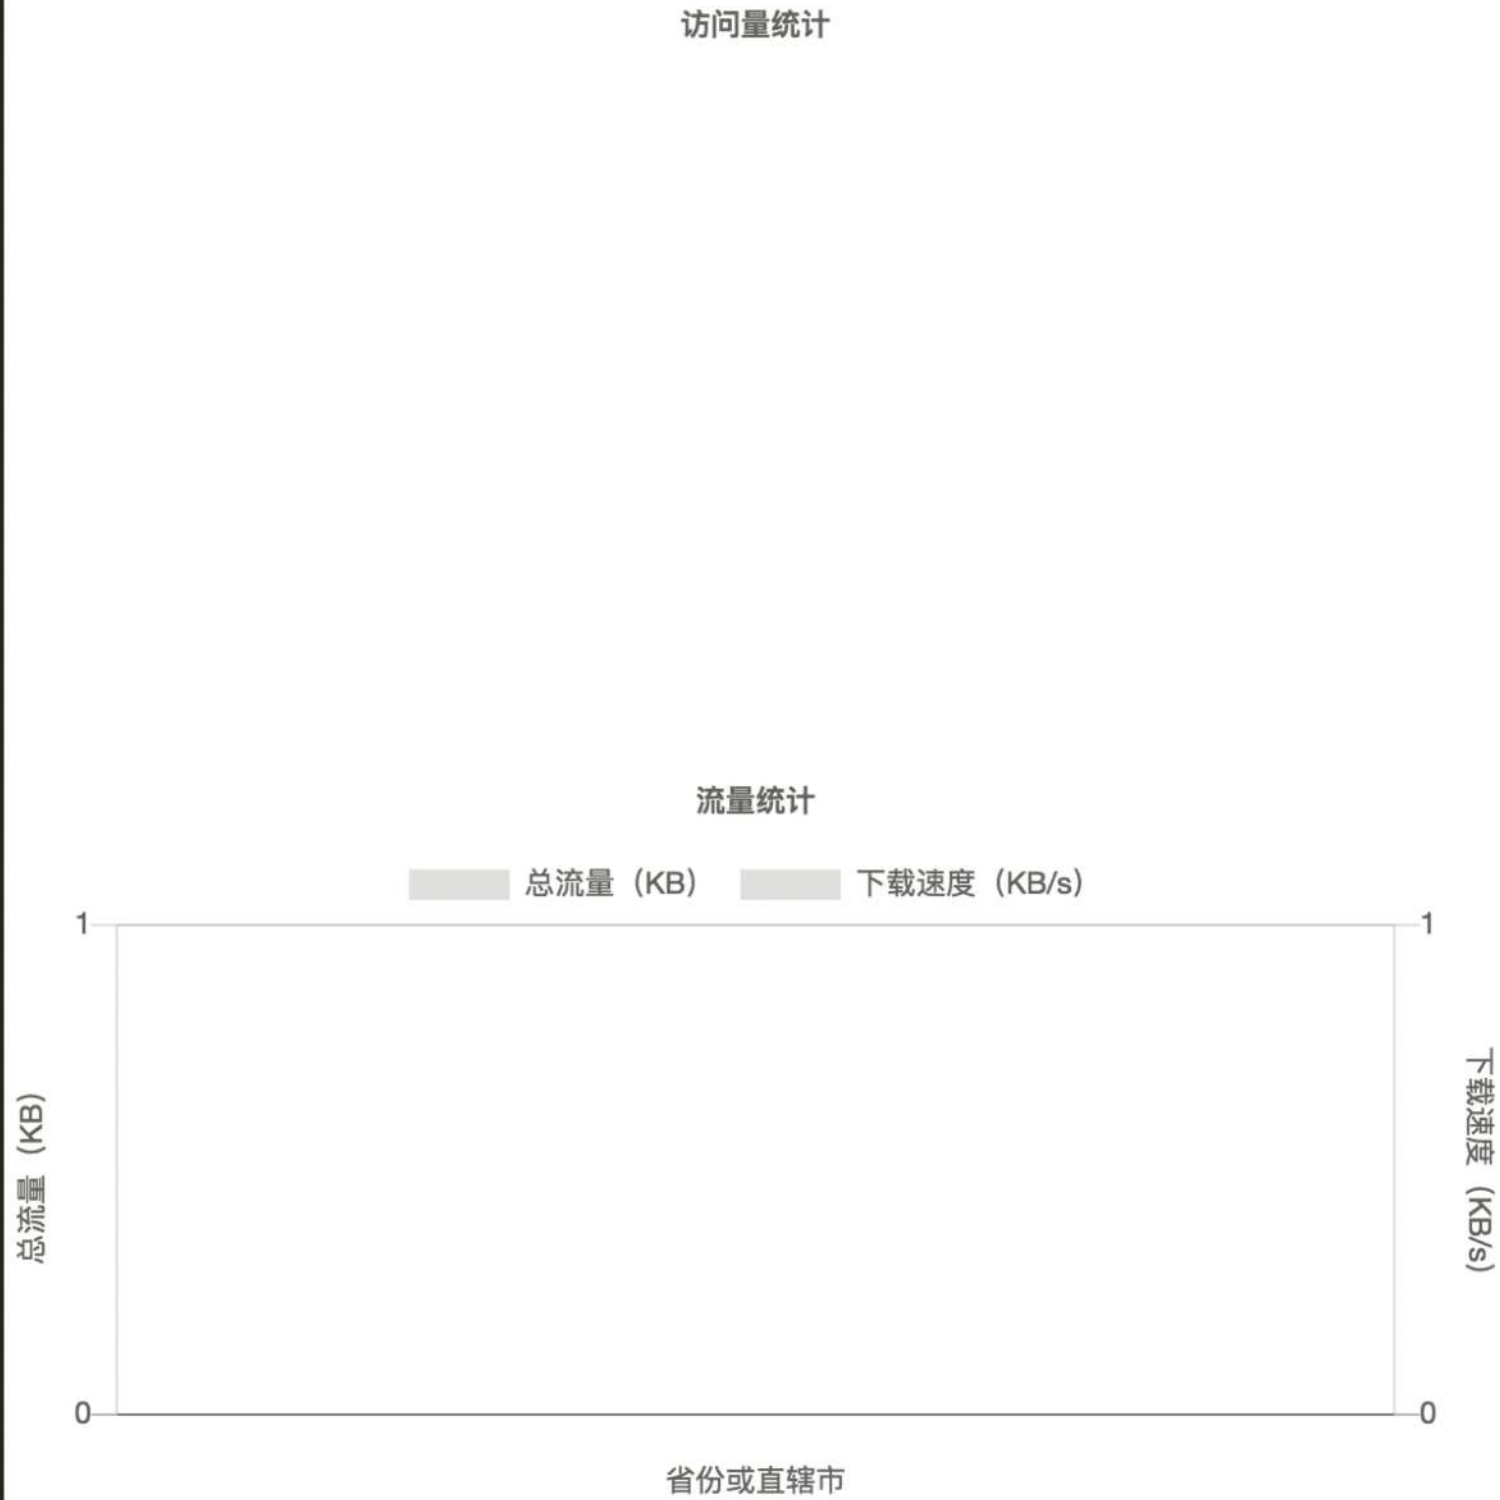 访问量统计
流量统计
总流量（KB） 下载速度（KB/s）
1 1
总流量（KB）
下载速度（KB/s）
0 0
省份或直辖市